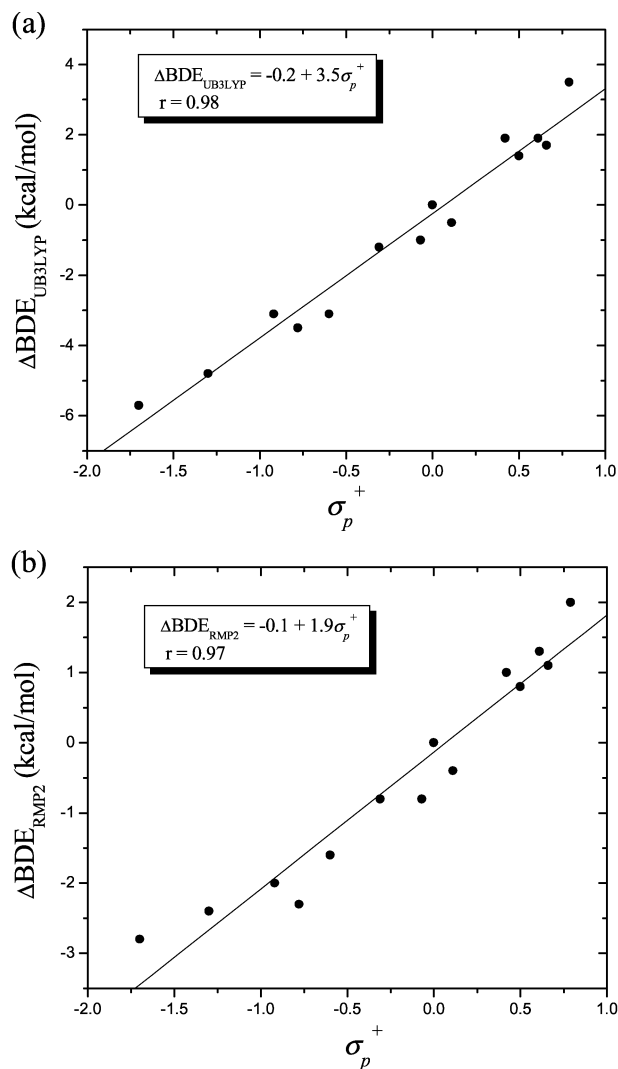 (a)
ΔBDE_UB3LYP = -0.2 + 3.5σ_p^+
r = 0.98
4
2
0
-2
-4
-6
ΔBDE_UB3LYP (kcal/mol)
-2.0 -1.5 -1.0 -0.5 0.0 0.5 1.0
σ_p^+
(b)
ΔBDE_RMP2 = -0.1 + 1.9σ_p^+
r = 0.97
2
1
0
-1
-2
-3
ΔBDE_RMP2 (kcal/mol)
-2.0 -1.5 -1.0 -0.5 0.0 0.5 1.0
σ_p^+